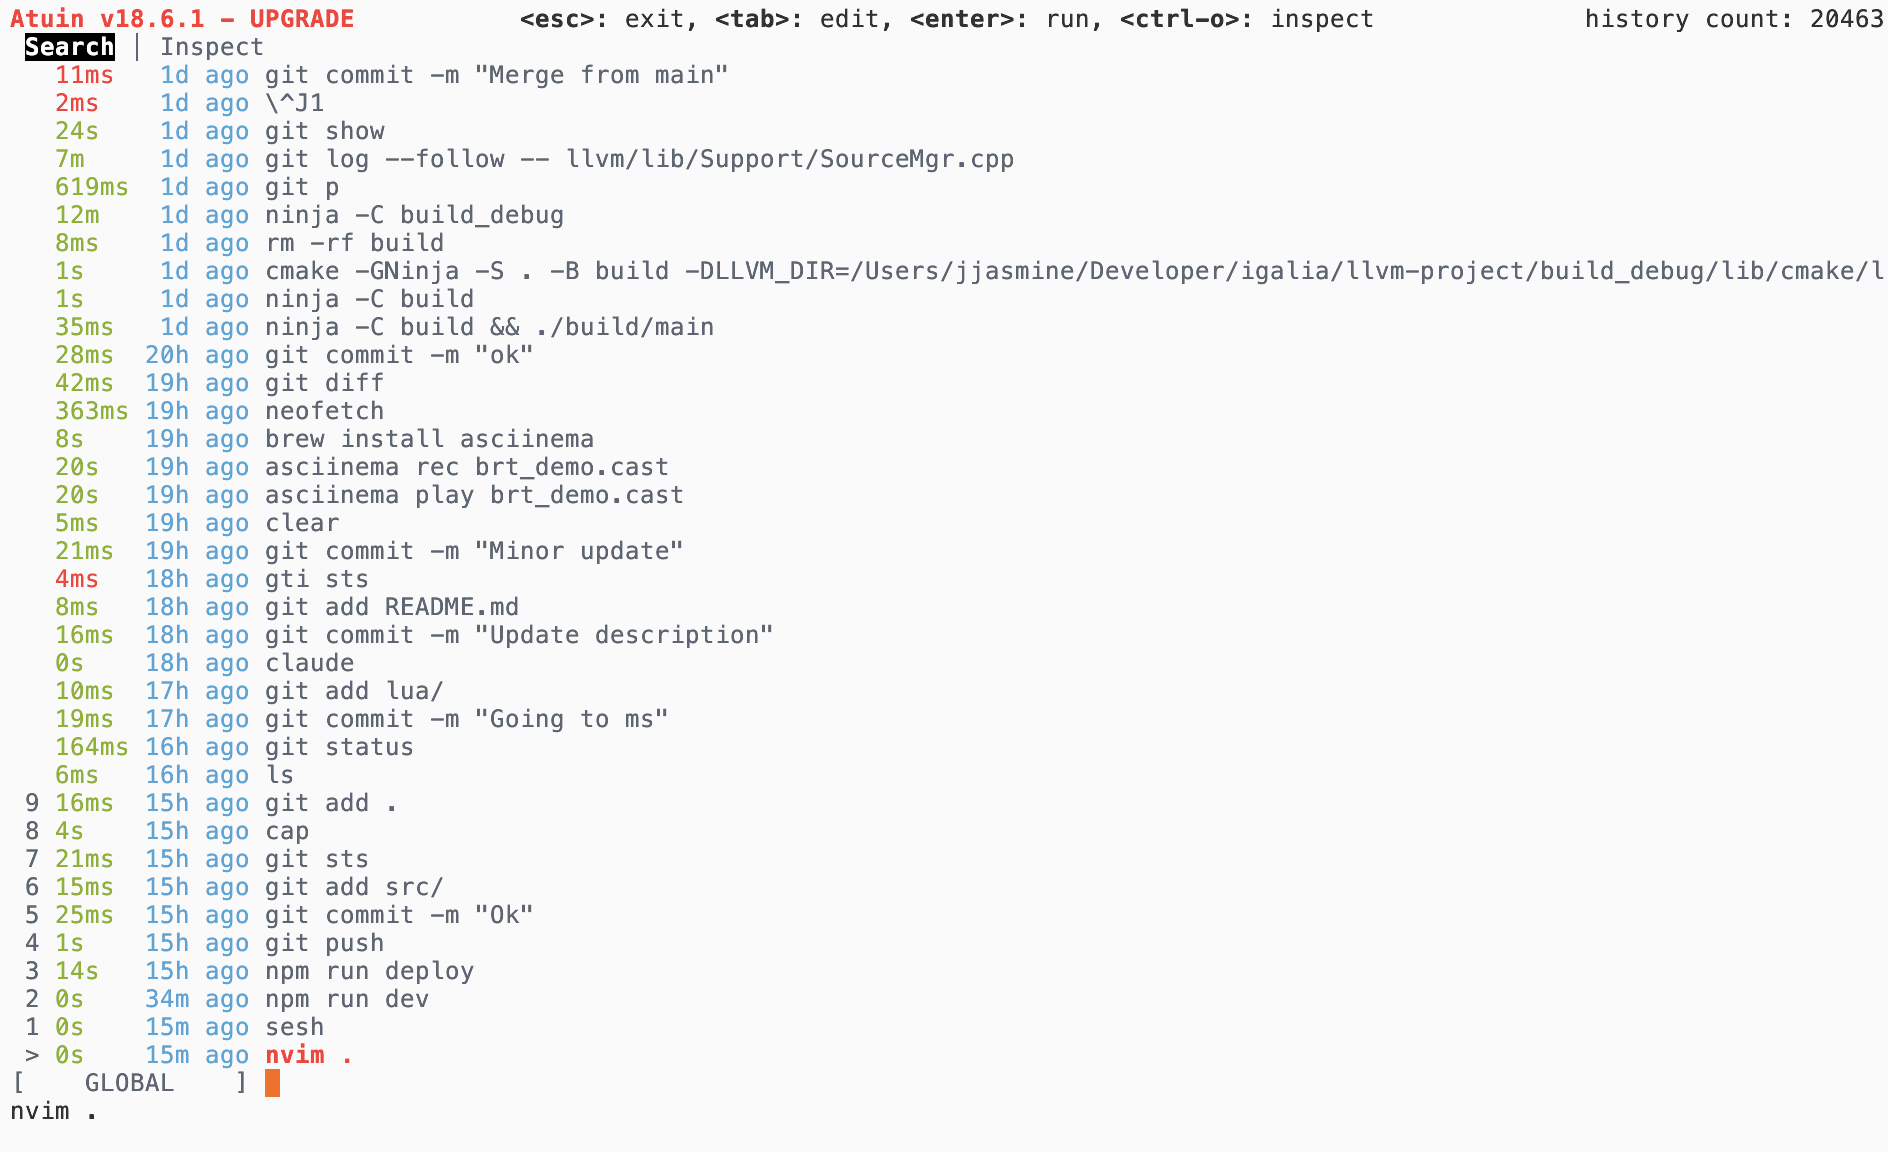 Atuin v18.6.1 - UPGRADE <esc>: exit, <tab>: edit, <enter>: run, <ctrl-o>: inspect history count: 20463
Search | Inspect
11ms 1d ago git commit -m "Merge from main"
2ms 1d ago \^J1
24s 1d ago git show
7m 1d ago git log --follow -- llvm/lib/Support/SourceMgr.cpp
619ms 1d ago git p
12m 1d ago ninja -C build_debug
8ms 1d ago rm -rf build
1s 1d ago cmake -GNinja -S . -B build -DLLVM_DIR=/Users/jjasmine/Developer/igalia/llvm-project/build_debug/lib/cmake/l
1s 1d ago ninja -C build
35ms 1d ago ninja -C build && ./build/main
28ms 20h ago git commit -m "ok"
42ms 19h ago git diff
363ms 19h ago neofetch
8s 19h ago brew install asciinema
20s 19h ago asciinema rec brt_demo.cast
20s 19h ago asciinema play brt_demo.cast
5ms 19h ago clear
21ms 19h ago git commit -m "Minor update"
4ms 18h ago gti sts
8ms 18h ago git add README.md
16ms 18h ago git commit -m "Update description"
0s 18h ago claude
10ms 17h ago git add lua/
19ms 17h ago git commit -m "Going to ms"
164ms 16h ago git status
6ms 16h ago ls
9 16ms 15h ago git add .
8 4s 15h ago cap
7 21ms 15h ago git sts
6 15ms 15h ago git add src/
5 25ms 15h ago git commit -m "Ok"
4 1s 15h ago git push
3 14s 15h ago npm run deploy
2 0s 34m ago npm run dev
1 0s 15m ago sesh
> 0s 15m ago nvim .
[ GLOBAL ]
nvim .